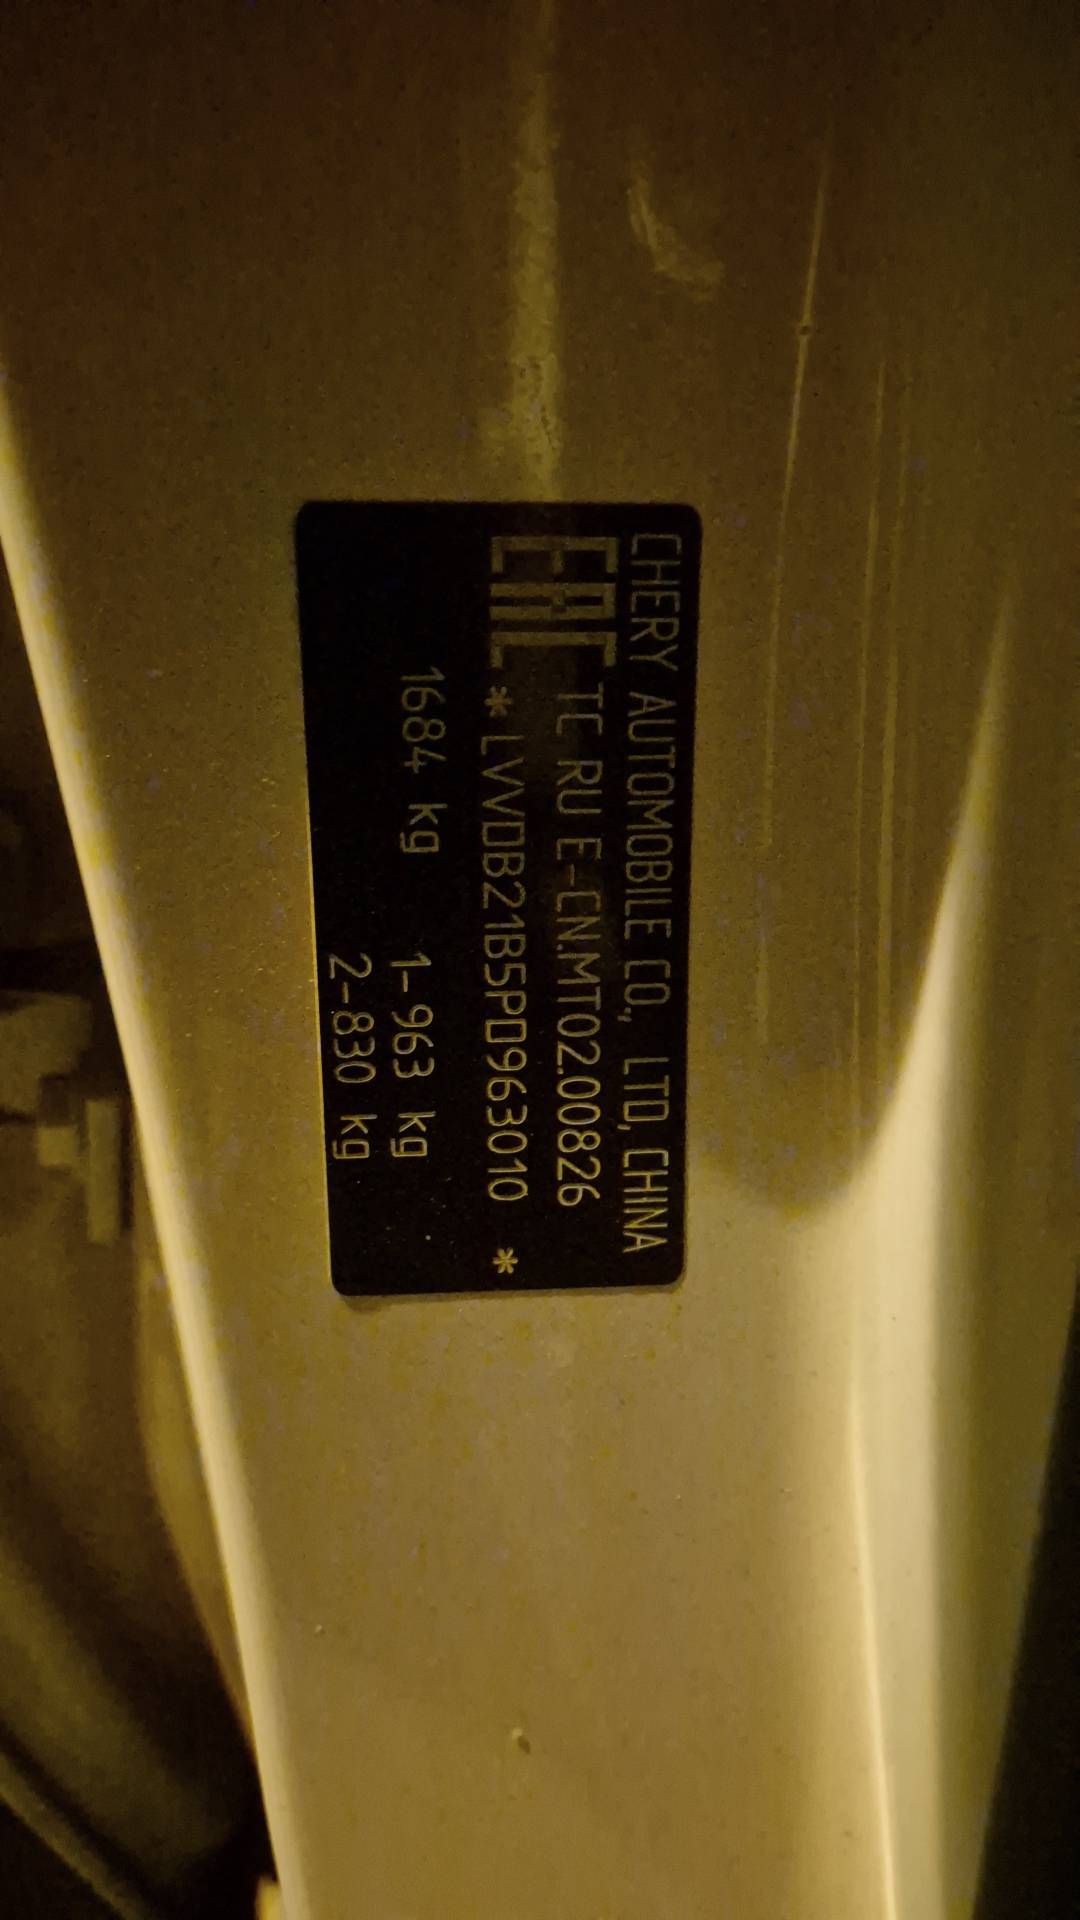 CHERY AUTOMOBILE CO., LTD, CHINA
EAC TC RU E-CN.MT02.00826
*LVVDB21B5PD963010 *
1684 kg 1-963 kg
2-830 kg